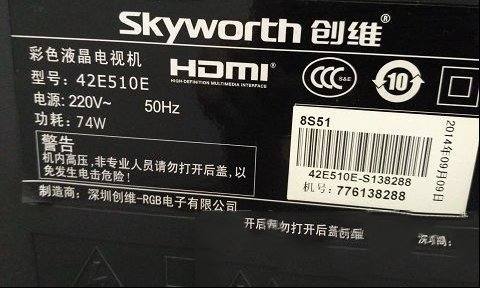 Skyworth 创维
彩色液晶电视机
HDMI
HIGH-DEFINITION MULTIMEDIA INTERFACE
CCC S&E
10
型号: 42E510E
电源: 220V~ 50Hz
功耗: 74W
警告
机内高压,非专业人员请勿打开后盖,以
免发生电击危险!
制造商: 深圳创维-RGB电子有限公司
8S51
42E510E-S138288
机号: 776138288
2014年09月09日